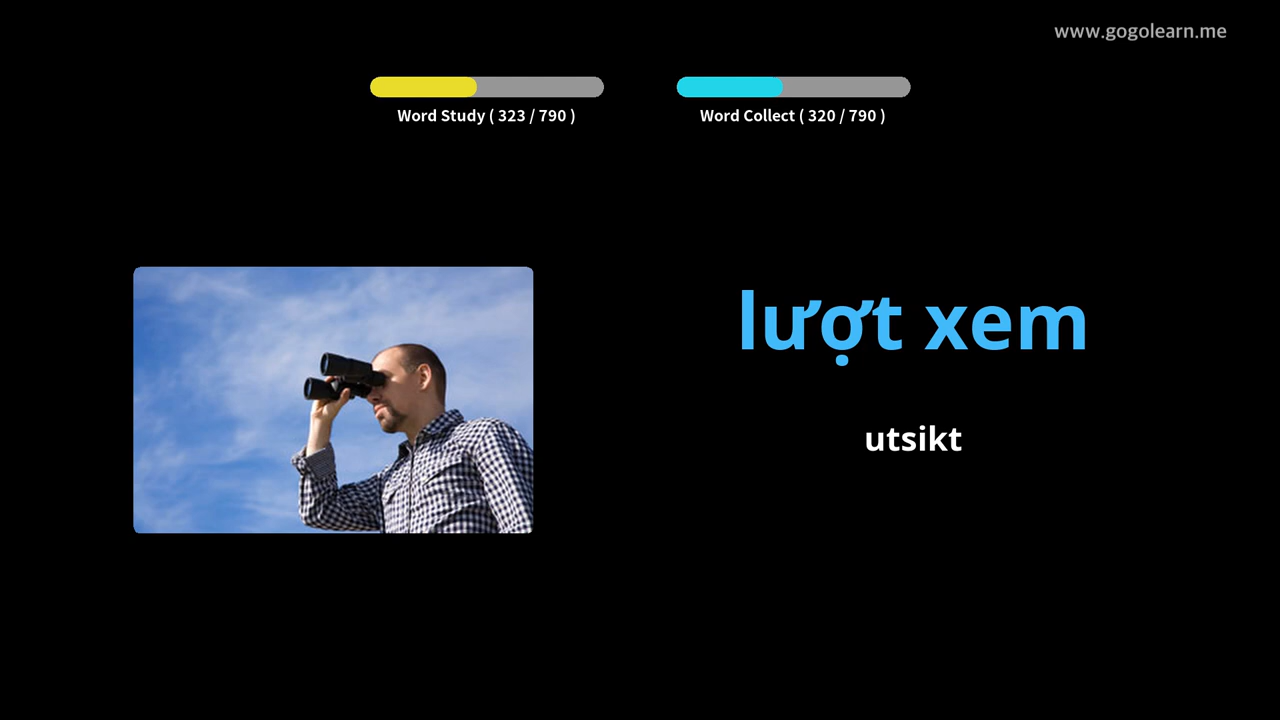 www.gogolearn.me
Word Study ( 323 / 790 )
Word Collect ( 320 / 790 )
lượt xem
utsikt